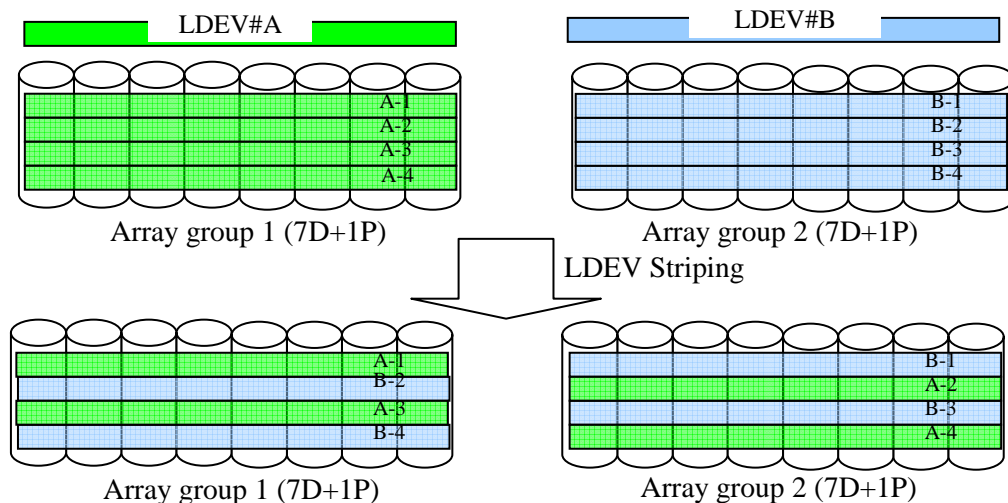 LDEV#A
LDEV#B
A-1
A-2
A-3
A-4
B-1
B-2
B-3
B-4
Array group 1 (7D+1P)
Array group 2 (7D+1P)
LDEV Striping
A-1
B-2
A-3
B-4
B-1
A-2
B-3
A-4
Array group 1 (7D+1P)
Array group 2 (7D+1P)